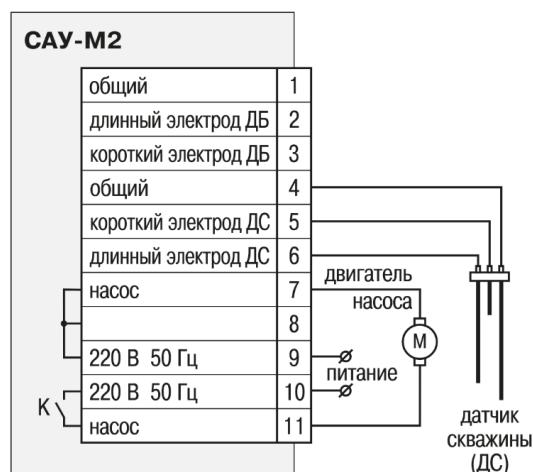 САУ-М2
общий 1
длинный электрод ДБ 2
короткий электрод ДБ 3
общий 4
короткий электрод ДС 5
длинный электрод ДС 6
насос 7
8
220 В 50 Гц 9
220 В 50 Гц 10
насос 11
К
двигатель
насоса
М
питание
датчик
скважины
(ДС)